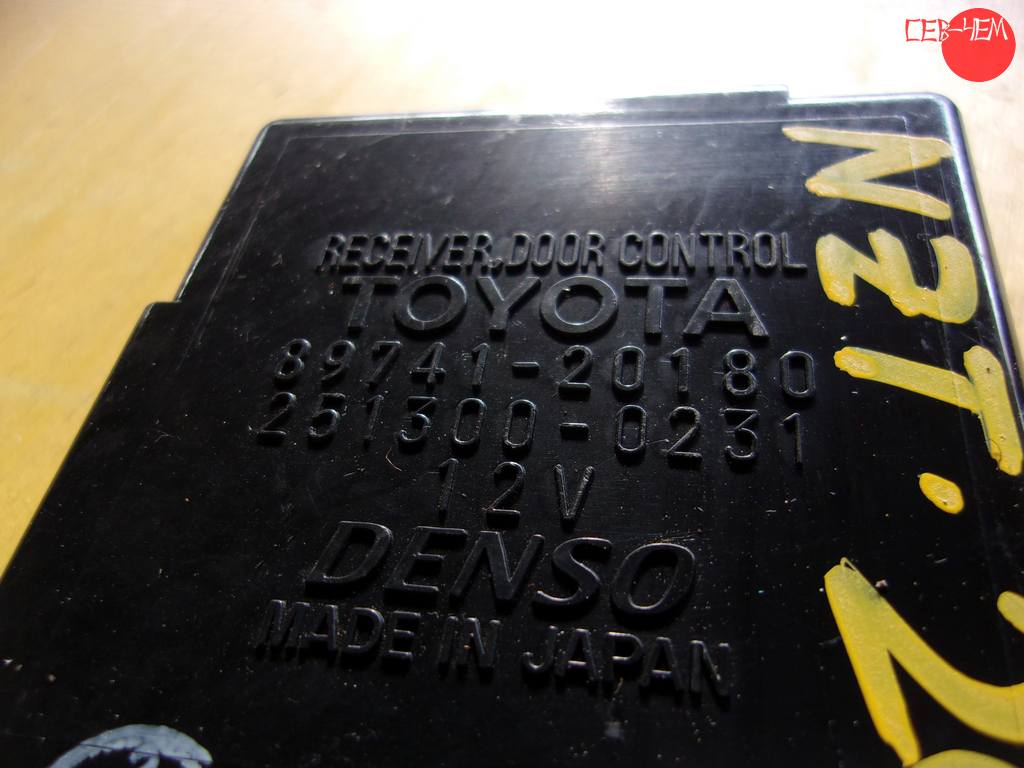 СЕВ-ЧЕМ
RECEIVER, DOOR CONTROL
TOYOTA
89741-20180
251300-0231
12V
DENSO
MADE IN JAPAN